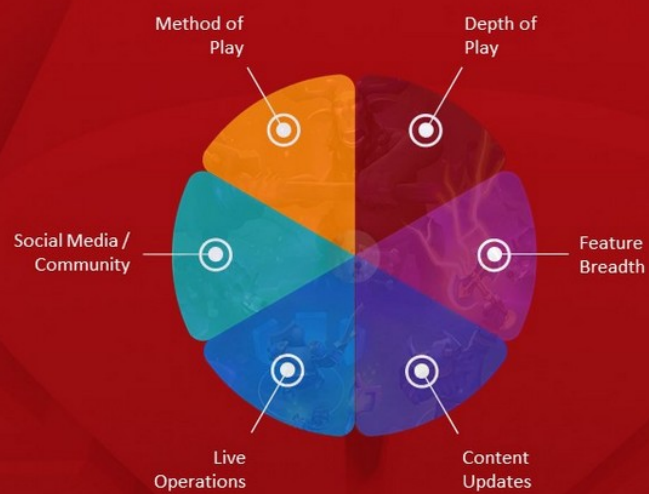 Method of
Play
Depth of
Play
Social Media /
Community
Feature
Breadth
Live
Operations
Content
Updates